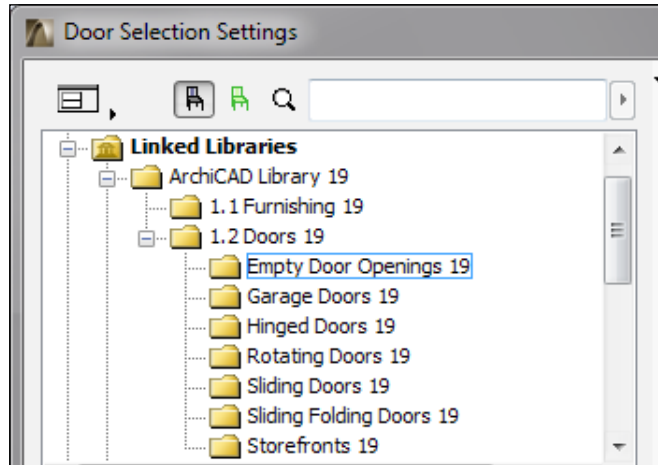 Door Selection Settings
Linked Libraries
ArchiCAD Library 19
1.1 Furnishing 19
1.2 Doors 19
Empty Door Openings 19
Garage Doors 19
Hinged Doors 19
Rotating Doors 19
Sliding Doors 19
Sliding Folding Doors 19
Storefronts 19